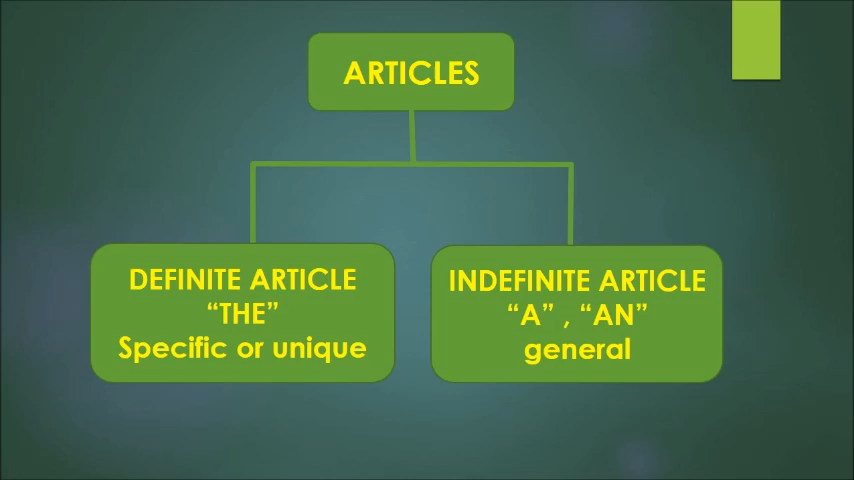 ARTICLES
DEFINITE ARTICLE
“THE”
Specific or unique
INDEFINITE ARTICLE
“A” , “AN”
general